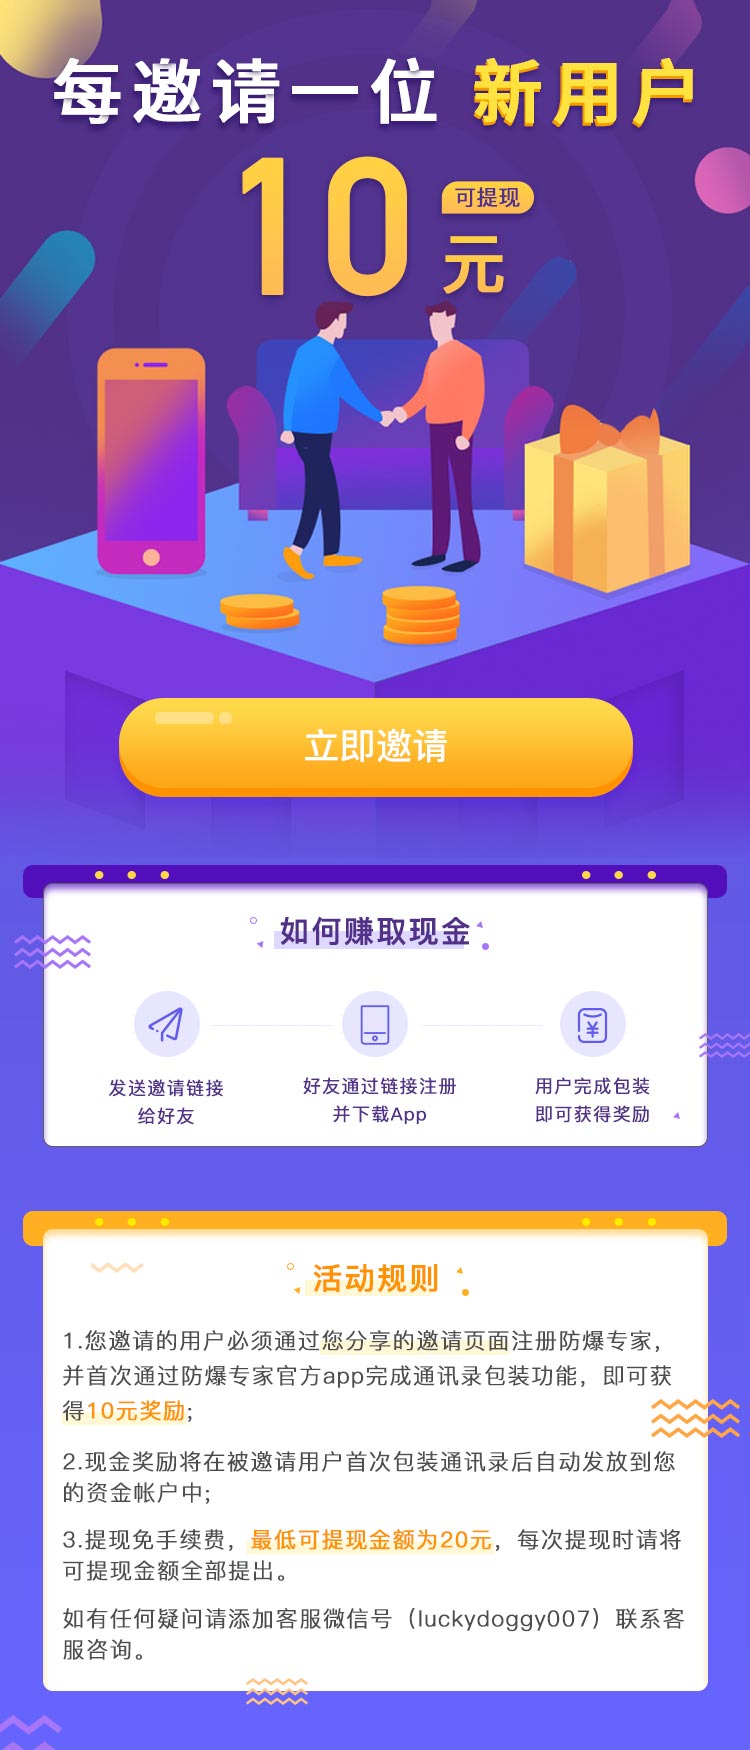 每邀请一位 新用户
10元 可提现
立即邀请
如何赚取现金
发送邀请链接
给好友
好友通过链接注册
并下载App
用户完成包装
即可获得奖励
活动规则
1.您邀请的用户必须通过您分享的邀请页面注册防爆专家，
并首次通过防爆专家官方app完成通讯录包装功能，即可获
得10元奖励;
2.现金奖励将在被邀请用户首次包装通讯录后自动发放到您
的资金帐户中;
3.提现免手续费，最低可提现金额为20元，每次提现时请将
可提现金额全部提出。
如有任何疑问请添加客服微信号（luckydoggy007）联系客
服咨询。